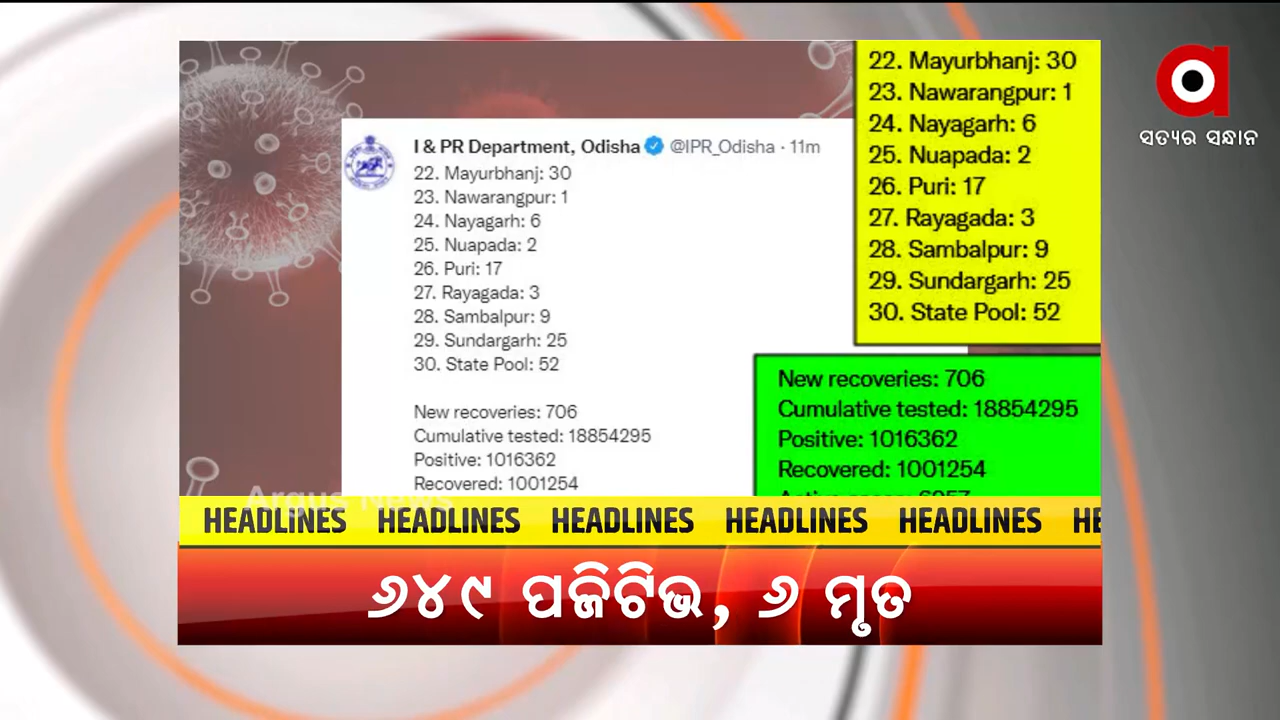 I & PR Department, Odisha @IPR_Odisha · 11m
22. Mayurbhanj: 30
23. Nawarangpur: 1
24. Nayagarh: 6
25. Nuapada: 2
26. Puri: 17
27. Rayagada: 3
28. Sambalpur: 9
29. Sundargarh: 25
30. State Pool: 52
New recoveries: 706
Cumulative tested: 18854295
Positive: 1016362
Recovered: 1001254
22. Mayurbhanj: 30
23. Nawarangpur: 1
24. Nayagarh: 6
25. Nuapada: 2
26. Puri: 17
27. Rayagada: 3
28. Sambalpur: 9
29. Sundargarh: 25
30. State Pool: 52
New recoveries: 706
Cumulative tested: 18854295
Positive: 1016362
Recovered: 1001254
ସତ୍ୟର ସନ୍ଧାନ
Argus News
HEADLINES HEADLINES HEADLINES HEADLINES HEADLINES HE
୬୪୯ ପଜିଟିଭ, ୬ ମୃତ